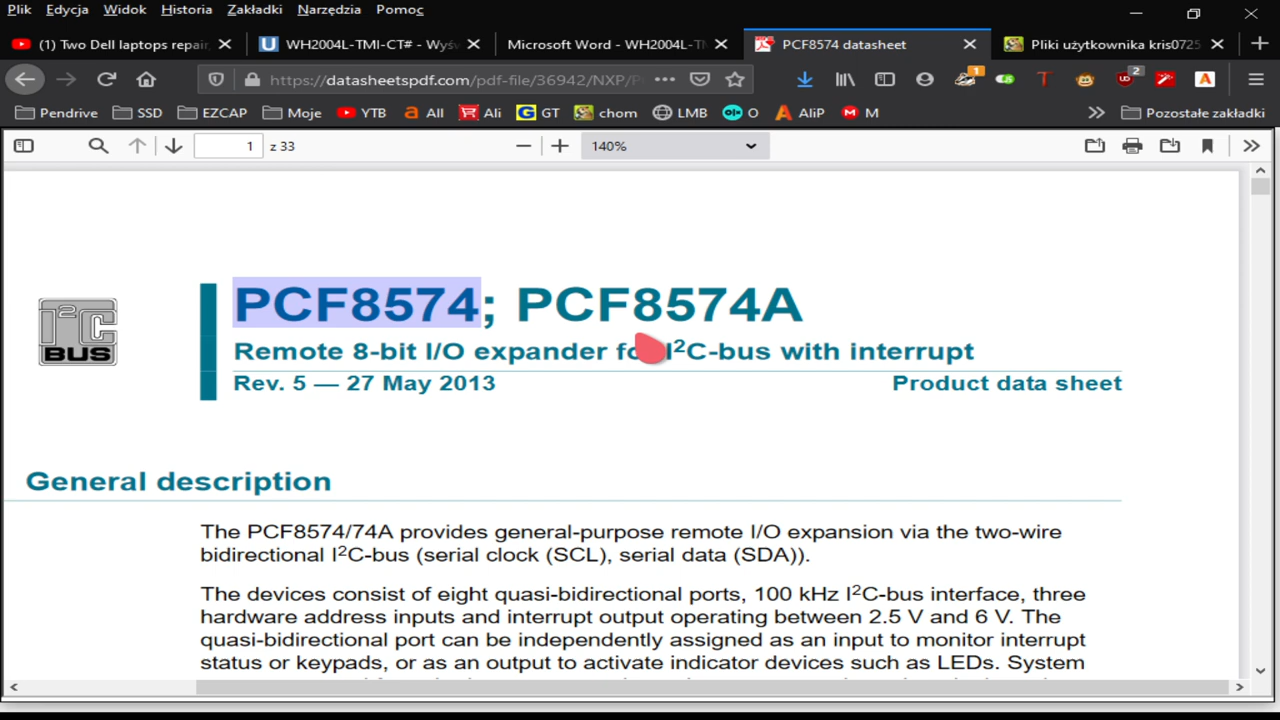 Plik Edycja Widok Historia Zakładki Narzędzia Pomoc
(1) Two Dell laptops repair
WH2004L-TMI-CT# - Wyśw
Microsoft Word - WH2004L-T
PCF8574 datasheet
Pliki użytkownika kris0725
https://datasheetspdf.com/pdf-file/36942/NXP/P
1
2
Pendrive SSD EZCAP Moje YTB All Ali GT chom LMB O AliP M Pozostałe zakładki
1 z 33
140%
I2C
BUS
PCF8574; PCF8574A
Remote 8-bit I/O expander fo I²C-bus with interrupt
Rev. 5 — 27 May 2013 Product data sheet
General description
The PCF8574/74A provides general-purpose remote I/O expansion via the two-wire
bidirectional I²C-bus (serial clock (SCL), serial data (SDA)).
The devices consist of eight quasi-bidirectional ports, 100 kHz I²C-bus interface, three
hardware address inputs and interrupt output operating between 2.5 V and 6 V. The
quasi-bidirectional port can be independently assigned as an input to monitor interrupt
status or keypads, or as an output to activate indicator devices such as LEDs. System